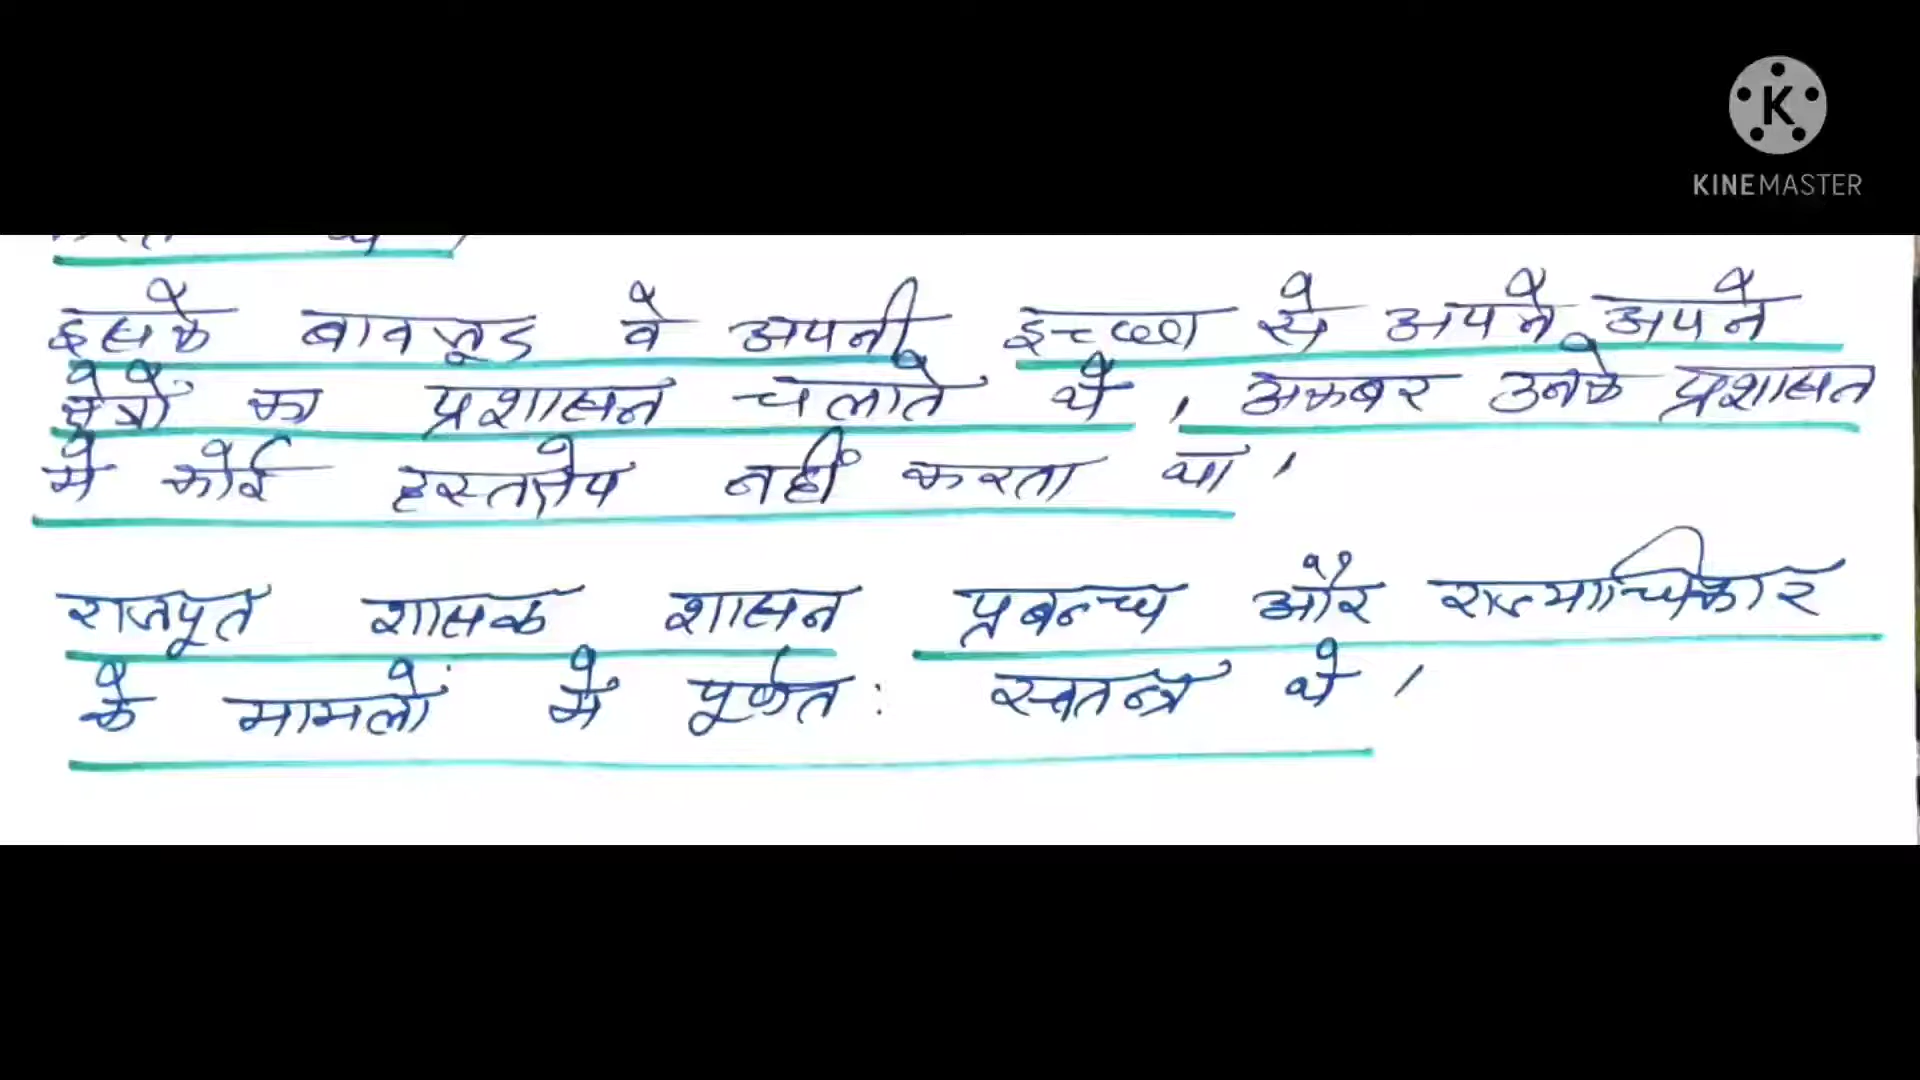 KINEMASTER
इसके बावजूद वे अपनी इच्छा से अपने अपने
क्षेत्रों का प्रशासन चलाते थे, अकबर उनके प्रशासन
में कोई हस्तक्षेप नहीं करता था।
राजपूत शासक शासन प्रबन्ध और राज्याधिकार
के मामलों में पूर्णत: स्वतन्त्र थे।